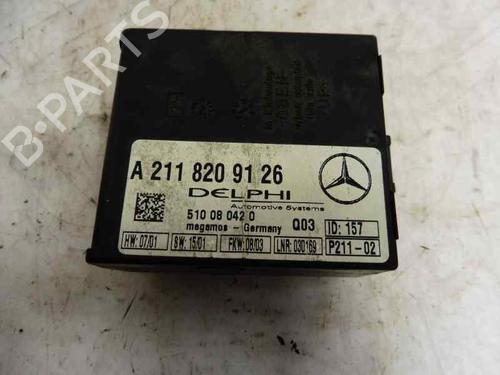 A 211 820 91 26
DELPHI
Automotive Systems
510 08 042 0
megamos - Germany
Q03
ID: 157
HW: 07/01
SW: 15/01
FKW: 08/03
LNR: 030169
P211-02